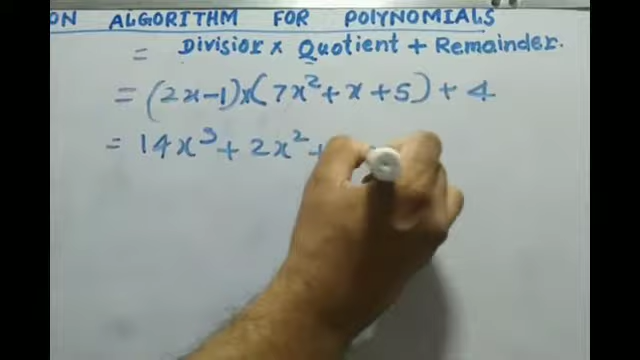 ON ALGORITHM FOR POLYNOMIALS
= Divisior × Quotient + Remainder.
= (2x-1)×(7x²+x+5)+4
= 14x³+2x²+